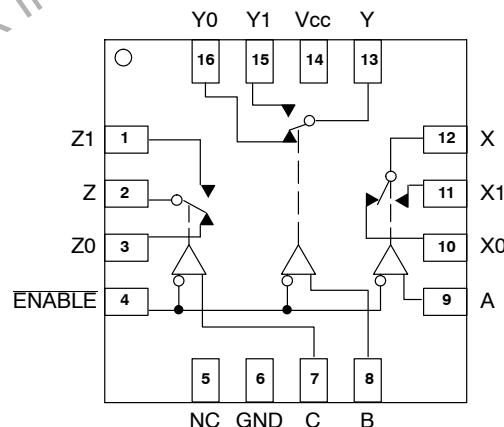 Y0 Y1 Vcc Y
16 15 14 13
Z1 1 12 X
Z 2 11 X1
Z0 3 10 X0
ENABLE 4 9 A
5 6 7 8
NC GND C B